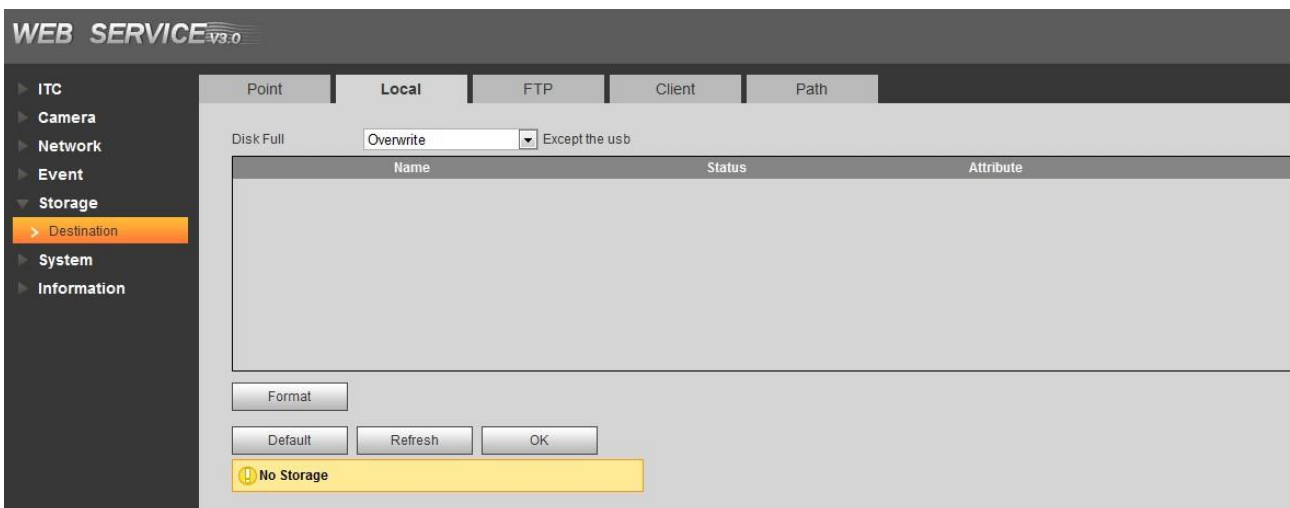 WEB SERVICE V3.0
ITC
Camera
Network
Event
Storage
Destination
System
Information
Point Local FTP Client Path
Disk Full Overwrite Except the usb
Name Status Attribute
Format
Default Refresh OK
No Storage